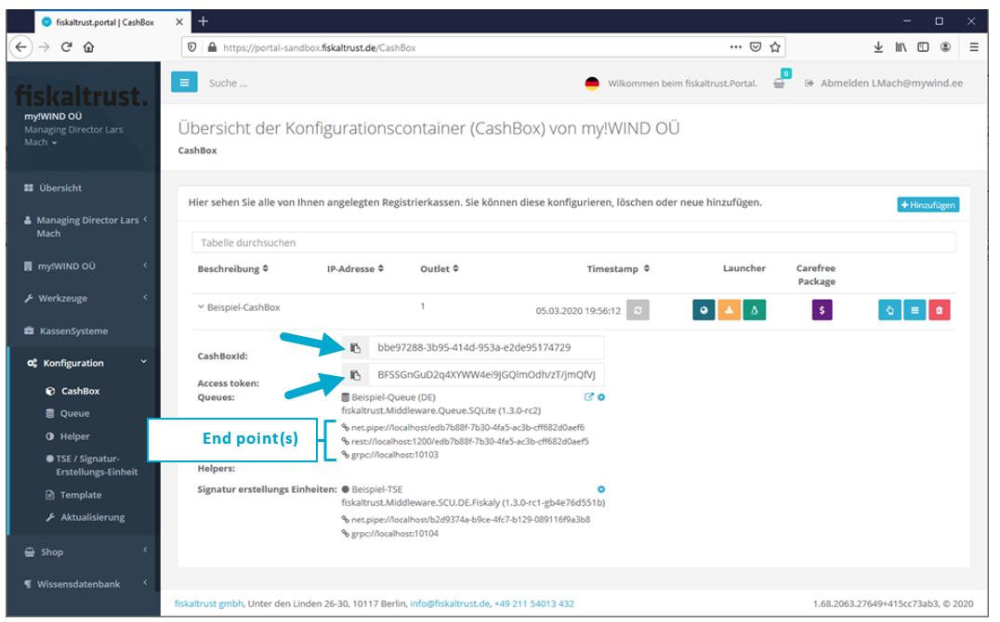 fiskaltrust.portal | CashBox
https://portal-sandbox.fiskaltrust.de/CashBox
fiskaltrust.
my!WIND OÜ
Managing Director Lars
Mach
Suche ...
Wilkommen beim fiskaltrust.Portal.
0
Abmelden LMach@mywind.ee
Übersicht der Konfigurationscontainer (CashBox) von my!WIND OÜ
CashBox
Übersicht
Managing Director Lars
Mach
my!WIND OÜ
Werkzeuge
KassenSysteme
Konfiguration
CashBox
Queue
Helper
TSE / Signatur-
Erstellungs-Einheit
Template
Aktualisierung
Shop
Wissensdatenbank
Hier sehen Sie alle von Ihnen angelegten Registrierkassen. Sie können diese konfigurieren, löschen oder neue hinzufügen.
Hinzufügen
Tabelle durchsuchen
Beschreibung IP-Adresse Outlet Timestamp Launcher Carefree
Package
Beispiel-CashBox 1 05.03.2020 19:56:12 $
CashBoxId: bbe97288-3b95-414d-953a-e2de95174729
Access token: BFSSGnGuD2q4XYWW4ei9JGQlmOdh/zT/jmQfVJ
Queues: Beispiel-Queue (DE)
fiskaltrust.Middleware.Queue.SQLite (1.3.0-rc2)
End point(s)
net.pipe://localhost/edb7b88f-7b30-4fa5-ac3b-cff682d0aef6
rest://localhost:1200/edb7b88f-7b30-4fa5-ac3b-cff682d0aef5
grpc://localhost:10103
Helpers:
Signatur erstellungs Einheiten: Beispiel-TSE
fiskaltrust.Middleware.SCU.DE.Fiskaly (1.3.0-rc1-gb4e76d551b)
net.pipe://localhost/b2d9374a-b9ce-4fc7-b129-089116f9a3b8
grpc://localhost:10104
fiskaltrust gmbh, Unter den Linden 26-30, 10117 Berlin, info@fiskaltrust.de, +49 211 54013 432
1.68.2063.27649+415cc73ab3, © 2020